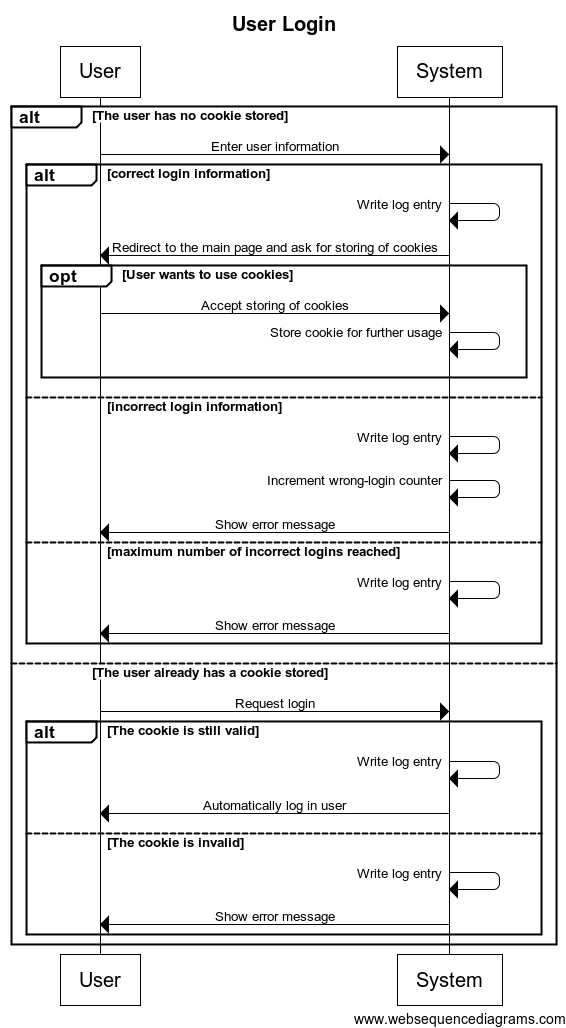 User Login
User
System
alt
[The user has no cookie stored]
Enter user information
alt
[correct login information]
Write log entry
Redirect to the main page and ask for storing of cookies
opt
[User wants to use cookies]
Accept storing of cookies
Store cookie for further usage
[incorrect login information]
Write log entry
Increment wrong-login counter
Show error message
[maximum number of incorrect logins reached]
Write log entry
Show error message
[The user already has a cookie stored]
Request login
alt
[The cookie is still valid]
Write log entry
Automatically log in user
[The cookie is invalid]
Write log entry
Show error message
User
System
www.websequencediagrams.com